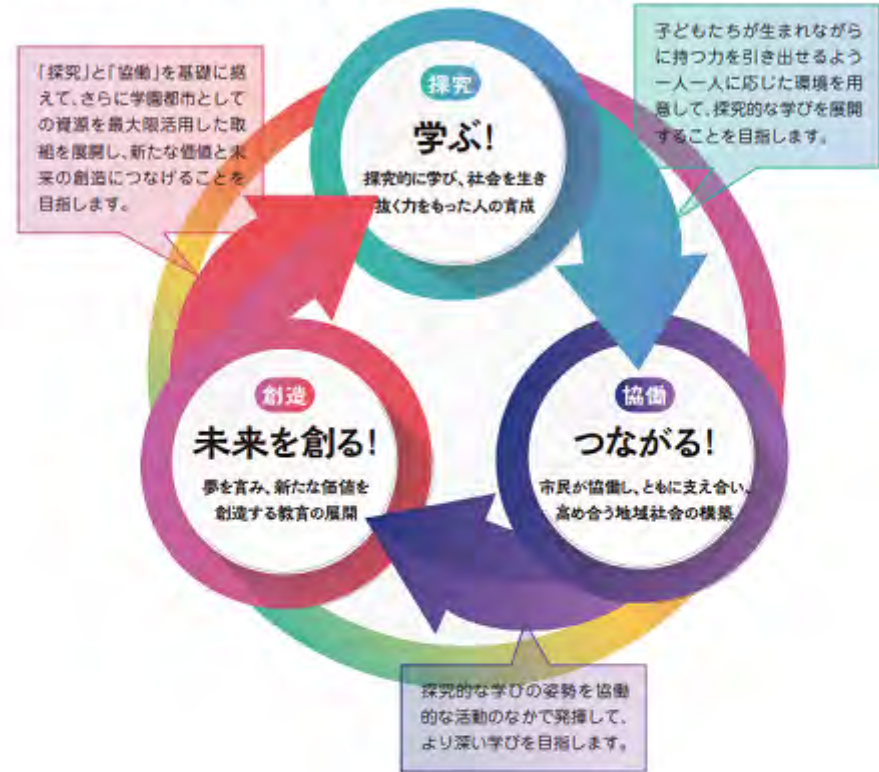 「探究」と「協働」を基礎に据
えて、さらに学園都市として
の資源を最大限活用した取
組を展開し、新たな価値と未
来の創造につなげることを
目指します。
子どもたちが生まれながら
に持つ力を引き出せるよう
一人一人に応じた環境を用
意して、探究的な学びを展開
することを目指します。
探究
学ぶ!
探究的に学び、社会を生き
抜く力をもった人の育成
創造
未来を創る!
夢を育み、新たな価値を
創造する教育の展開
協働
つながる!
市民が協働し、ともに支え合い、
高め合う地域社会の構築
探究的な学びの姿勢を協働
的な活動のなかで発揮して、
より深い学びを目指します。